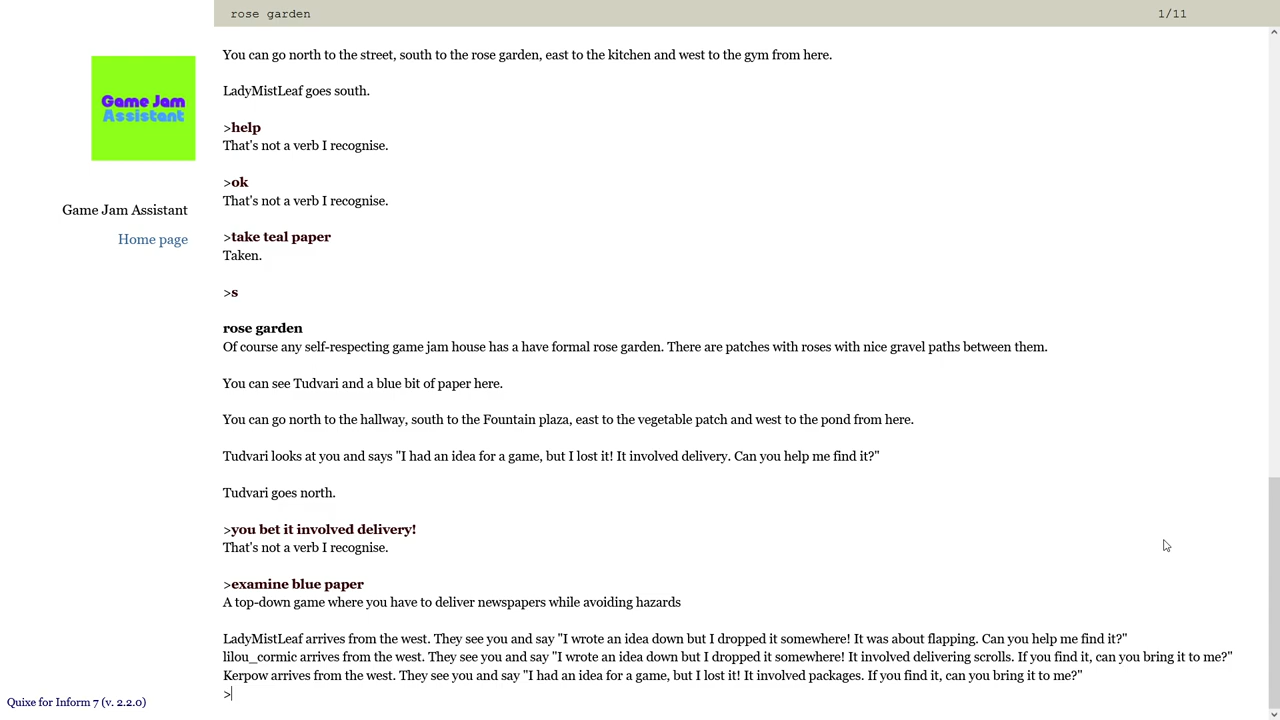 rose garden 1/11
You can go north to the street, south to the rose garden, east to the kitchen and west to the gym from here.
LadyMistLeaf goes south.
>help
That's not a verb I recognise.
>ok
That's not a verb I recognise.
>take teal paper
Taken.
>s
rose garden
Of course any self-respecting game jam house has a have formal rose garden. There are patches with roses with nice gravel paths between them.
You can see Tudvari and a blue bit of paper here.
You can go north to the hallway, south to the Fountain plaza, east to the vegetable patch and west to the pond from here.
Tudvari looks at you and says "I had an idea for a game, but I lost it! It involved delivery. Can you help me find it?"
Tudvari goes north.
>you bet it involved delivery!
That's not a verb I recognise.
>examine blue paper
A top-down game where you have to deliver newspapers while avoiding hazards
LadyMistLeaf arrives from the west. They see you and say "I wrote an idea down but I dropped it somewhere! It was about flapping. Can you help me find it?"
lilou_cormic arrives from the west. They see you and say "I wrote an idea down but I dropped it somewhere! It involved delivering scrolls. If you find it, can you bring it to me?"
Kerpow arrives from the west. They see you and say "I had an idea for a game, but I lost it! It involved packages. If you find it, can you bring it to me?"
>
Game Jam
Assistant
Game Jam Assistant
Home page
Quixe for Inform 7 (v. 2.2.0)